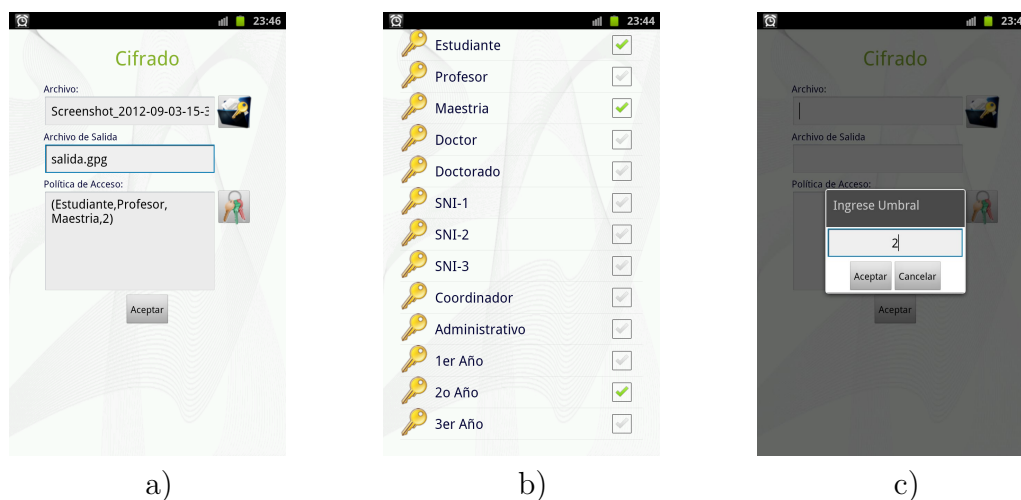 23:46
Cifrado
Archivo:
Screenshot_2012-09-03-15-3
Archivo de Salida
salida.gpg
Política de Acceso:
(Estudiante,Profesor,
Maestria,2)
Aceptar
a)
23:44
Estudiante
Profesor
Maestria
Doctor
Doctorado
SNI-1
SNI-2
SNI-3
Coordinador
Administrativo
1er Año
2o Año
3er Año
b)
23:4
Cifrado
Archivo:
Archivo de Salida
Política de Acceso:
Ingrese Umbral
2
Aceptar Cancelar
Aceptar
c)